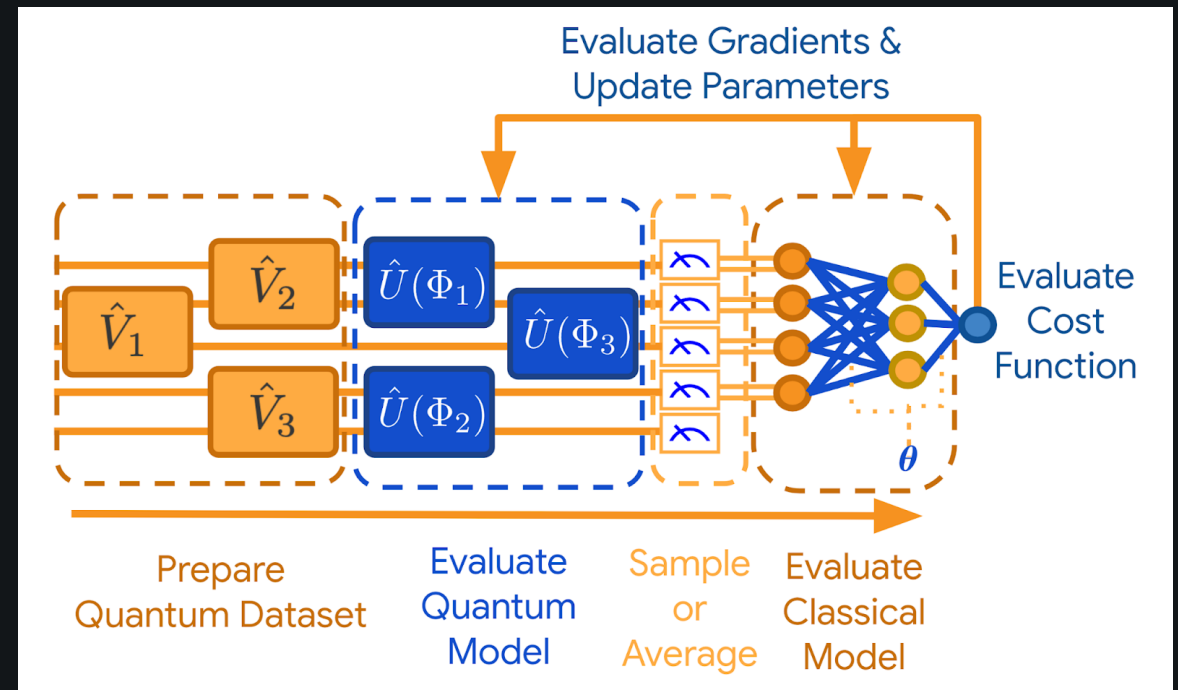 Evaluate Gradients &
Update Parameters
V̂₁
V̂₂
V̂₃
Û(Φ₁)
Û(Φ₂)
Û(Φ₃)
θ
Evaluate
Cost
Function
Prepare
Quantum Dataset
Evaluate
Quantum
Model
Sample
or
Average
Evaluate
Classical
Model